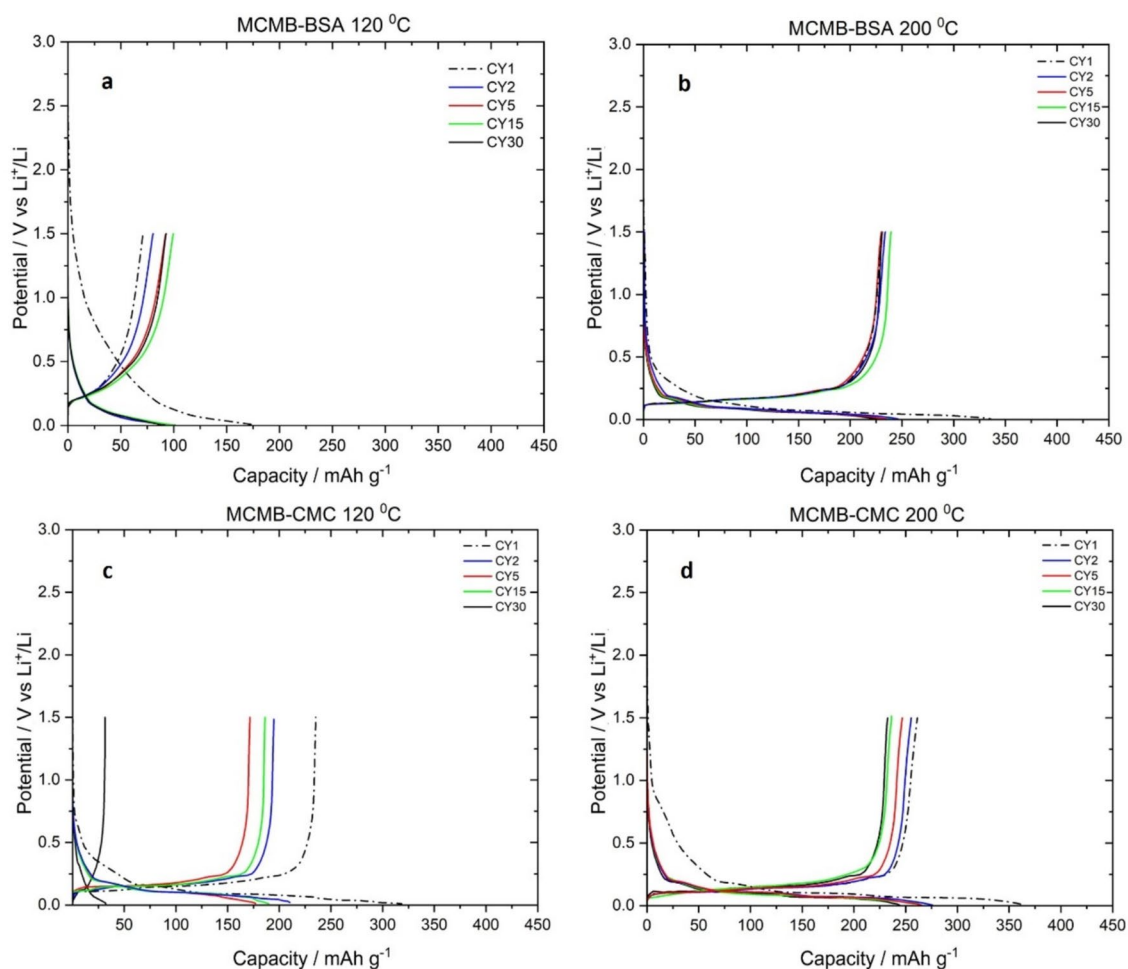 MCMB-BSA 120 ⁰C
a
CY1
CY2
CY5
CY15
CY30
3.0
2.5
2.0
1.5
1.0
0.5
0.0
0 50 100 150 200 250 300 350 400 450
Potential / V vs Li⁺/Li
Capacity / mAh g⁻¹
MCMB-BSA 200 ⁰C
b
CY1
CY2
CY5
CY15
CY30
3.0
2.5
2.0
1.5
1.0
0.5
0.0
0 50 100 150 200 250 300 350 400 450
Potential / V vs Li⁺/Li
Capacity / mAh g⁻¹
MCMB-CMC 120 ⁰C
c
CY1
CY2
CY5
CY15
CY30
3.0
2.5
2.0
1.5
1.0
0.5
0.0
50 100 150 200 250 300 350 400 450
Potential / V vs Li⁺/Li
Capacity / mAh g⁻¹
MCMB-CMC 200 ⁰C
d
CY1
CY2
CY5
CY15
CY30
3.0
2.5
2.0
1.5
1.0
0.5
0.0
0 50 100 150 200 250 300 350 400 450
Potential / V vs Li⁺/Li
Capacity / mAh g⁻¹